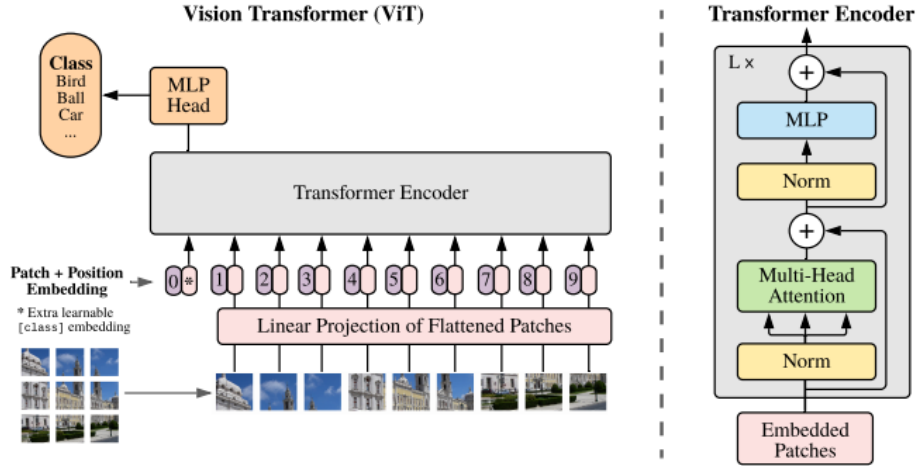 Vision Transformer (ViT)
Class
Bird
Ball
Car
...
MLP
Head
Transformer Encoder
Patch + Position
Embedding
0 * 1 2 3 4 5 6 7 8 9
* Extra learnable
[class] embedding
Linear Projection of Flattened Patches
Transformer Encoder
L ×
+
MLP
Norm
+
Multi-Head
Attention
Norm
Embedded
Patches